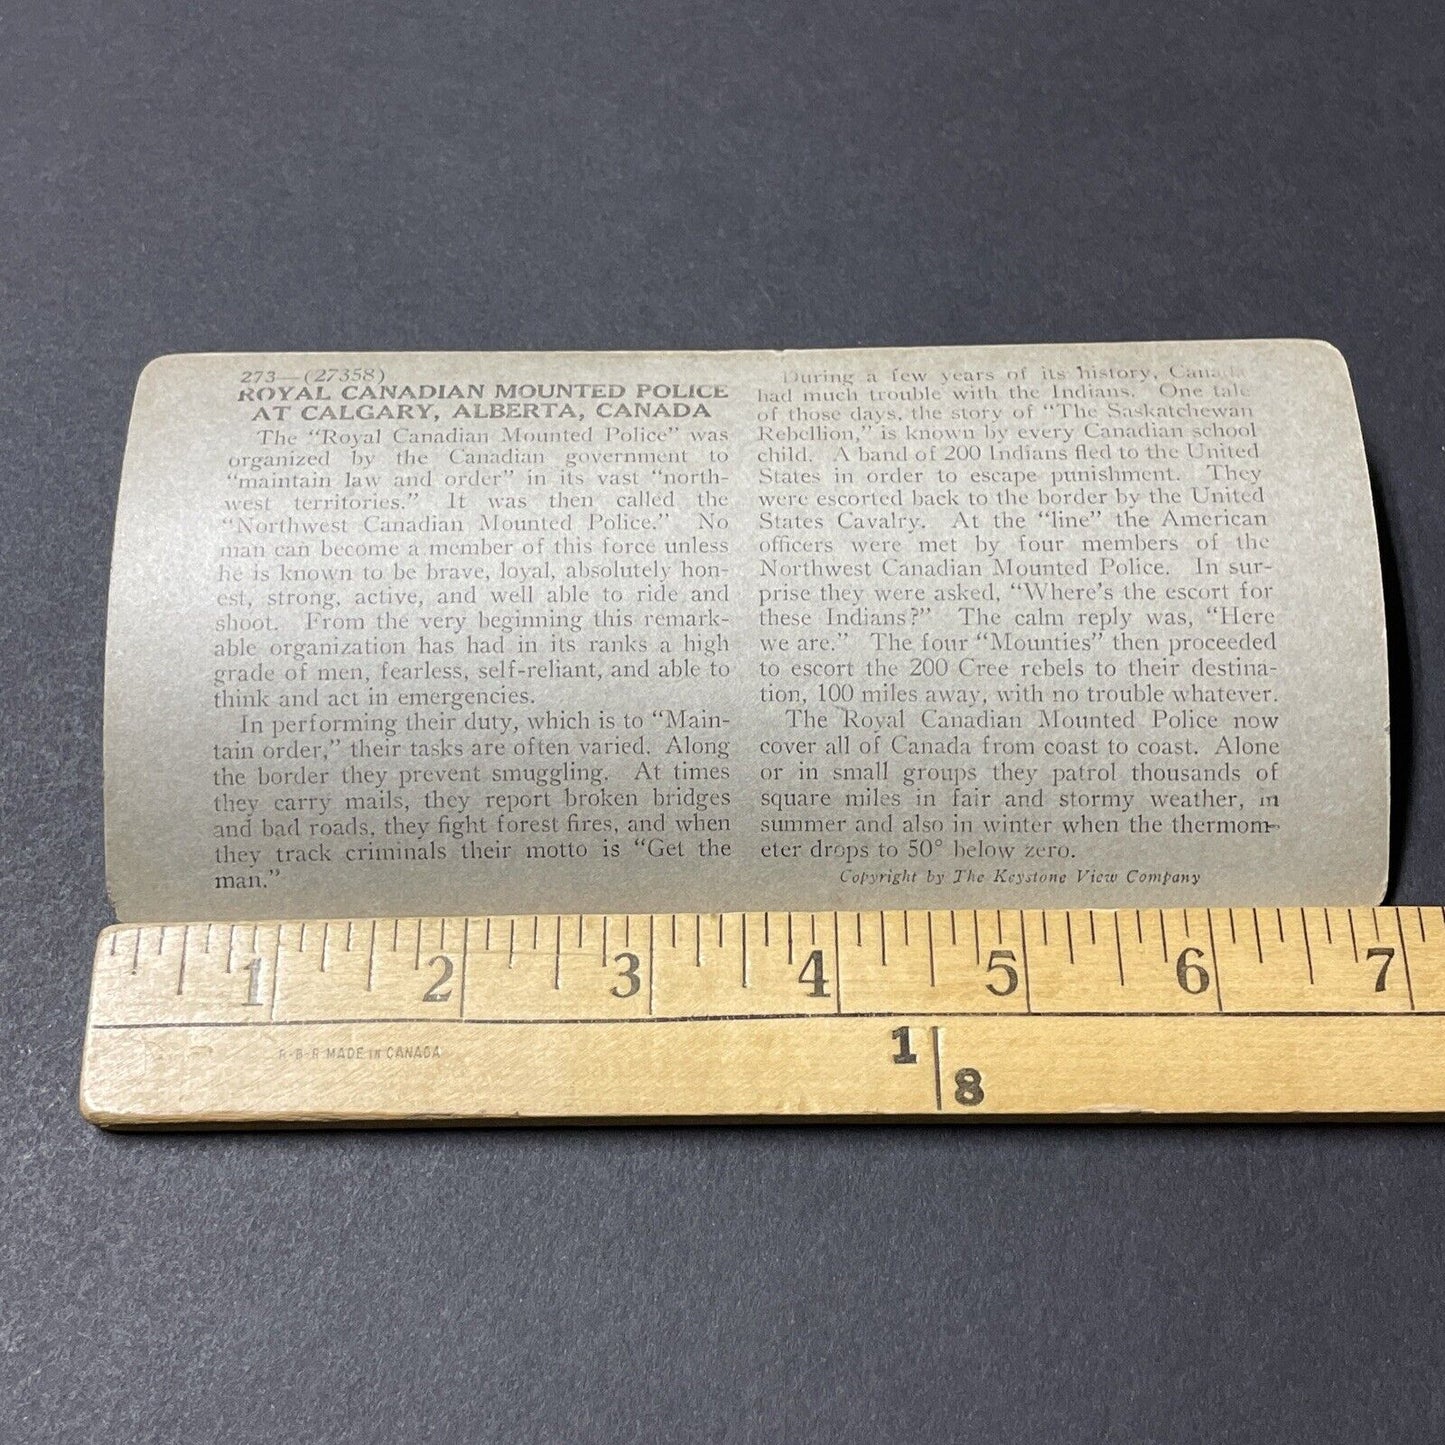 273—(27358)
ROYAL CANADIAN MOUNTED POLICE
AT CALGARY, ALBERTA, CANADA
The "Royal Canadian Mounted Police" was
organized by the Canadian government to
"maintain law and order" in its vast "north-
west territories." It was then called the
"Northwest Canadian Mounted Police." No
man can become a member of this force unless
he is known to be brave, loyal, absolutely hon-
est, strong, active, and well able to ride and
shoot. From the very beginning this remark-
able organization has had in its ranks a high
grade of men, fearless, self-reliant, and able to
think and act in emergencies.
In performing their duty, which is to "Main-
tain order," their tasks are often varied. Along
the border they prevent smuggling. At times
they carry mails, they report broken bridges
and bad roads, they fight forest fires, and when
they track criminals their motto is "Get the
man."
During a few years of its history, Canada
had much trouble with the Indians. One tale
of those days, the story of "The Saskatchewan
Rebellion," is known by every Canadian school
child. A band of 200 Indians fled to the United
States in order to escape punishment. They
were escorted back to the border by the United
States Cavalry. At the "line" the American
officers were met by four members of the
Northwest Canadian Mounted Police. In sur-
prise they were asked, "Where's the escort for
these Indians?" The calm reply was, "Here
we are." The four "Mounties" then proceeded
to escort the 200 Cree rebels to their destina-
tion, 100 miles away, with no trouble whatever.
The Royal Canadian Mounted Police now
cover all of Canada from coast to coast. Alone
or in small groups they patrol thousands of
square miles in fair and stormy weather, in
summer and also in winter when the thermom-
eter drops to 50° below zero.
Copyright by The Keystone View Company
1 2 3 4 5 6 7
R-B-R MADE IN CANADA
1
8